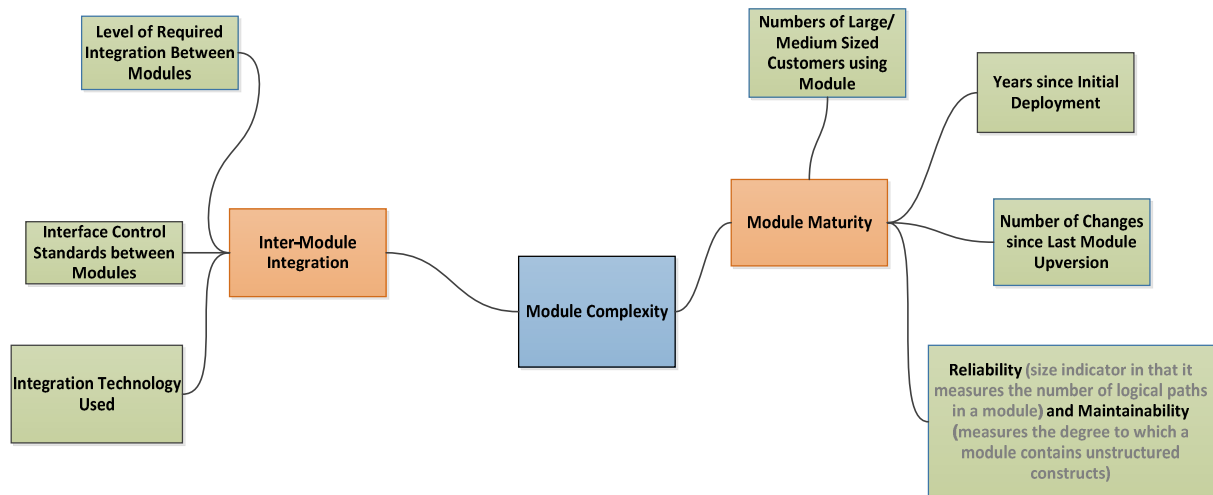 Level of Required
Integration Between
Modules
Interface Control
Standards between
Modules
Integration Technology
Used
Inter-Module
Integration
Module Complexity
Numbers of Large/
Medium Sized
Customers using
Module
Module Maturity
Years since Initial
Deployment
Number of Changes
since Last Module
Upversion
Reliability (size indicator in that it
measures the number of logical paths
in a module) and Maintainability
(measures the degree to which a
module contains unstructured
constructs)